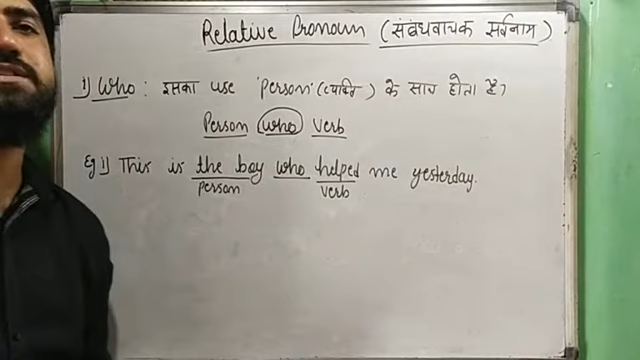 Relative Pronoun (संबंधवाचक सर्वनाम)
i) Who : इसका use 'person' (व्यक्ति) के साथ होता है?
Person who verb
Eg 1) This is the boy who helped me yesterday.
person verb